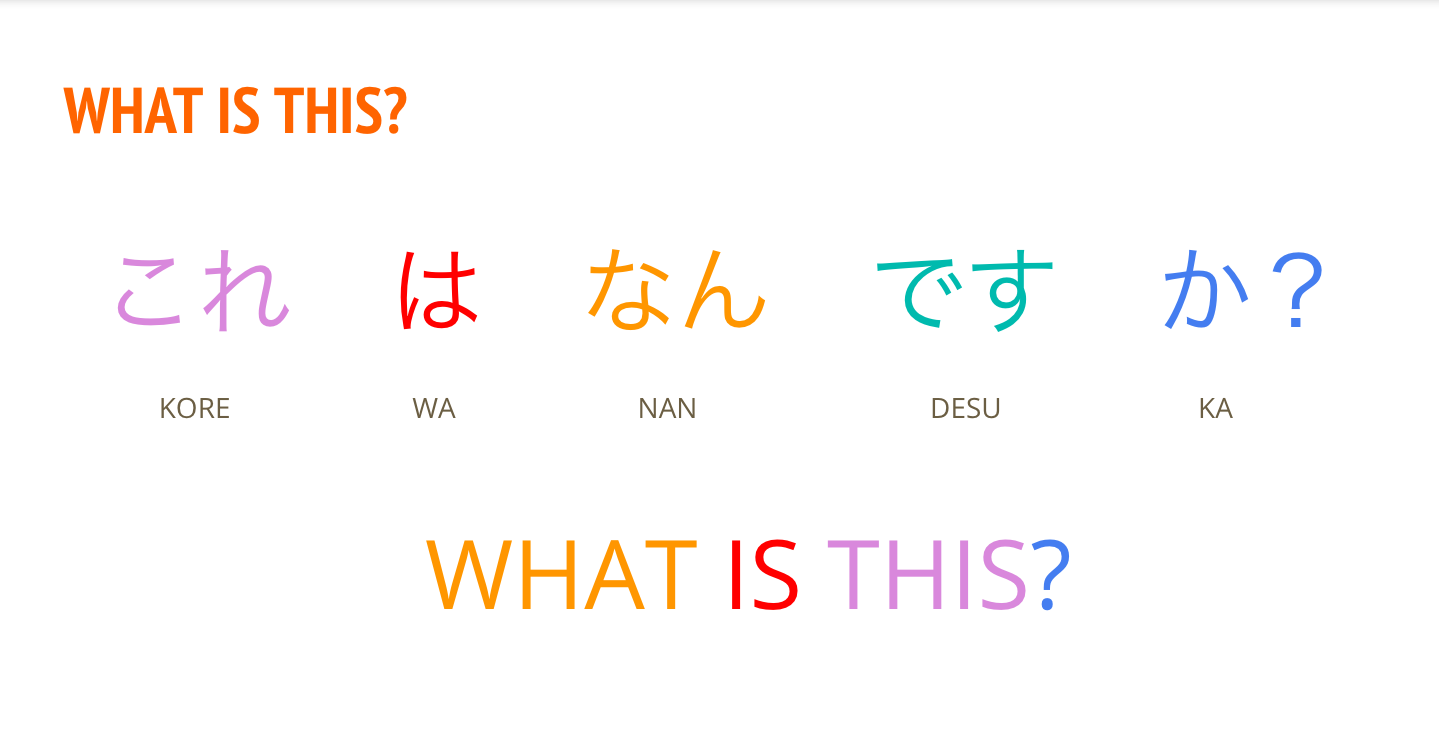 WHAT IS THIS?
これ は なん です か？
KORE WA NAN DESU KA
WHAT IS THIS?